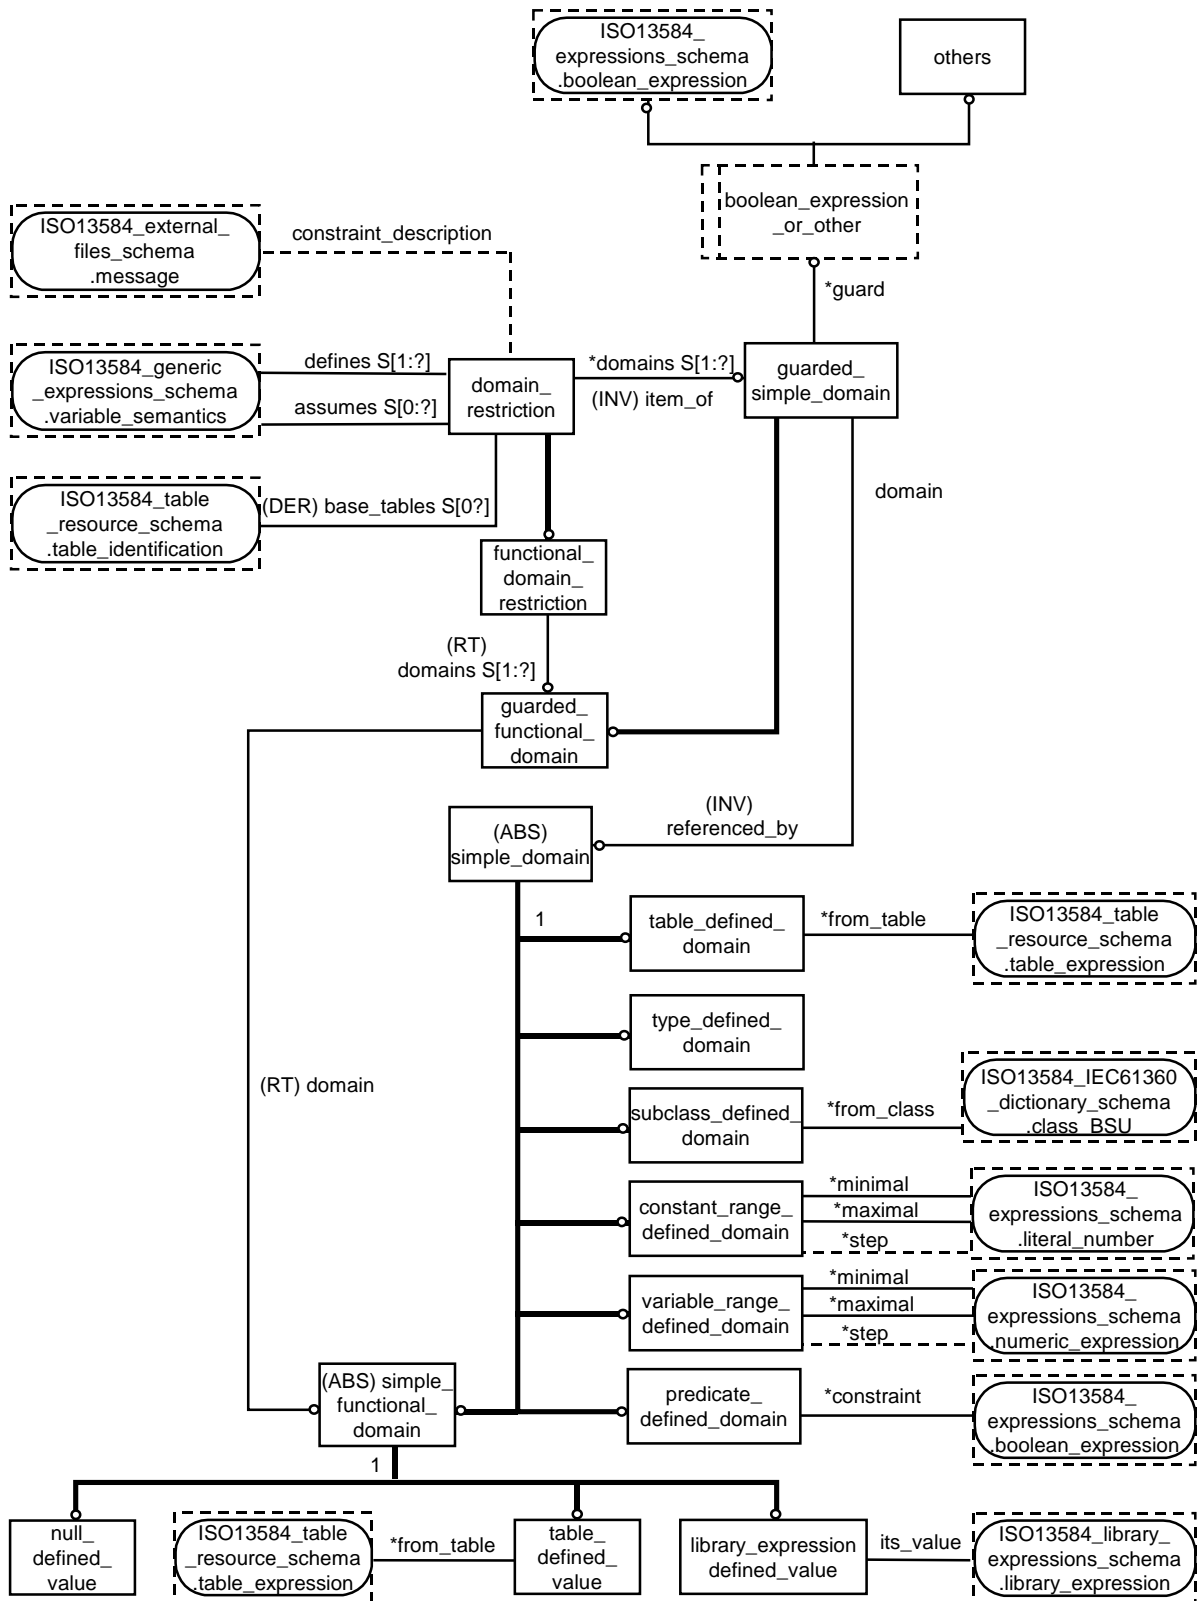 ISO13584_
expressions_schema
.boolean_expression
others
boolean_expression
_or_other
ISO13584_external_
files_schema
.message
constraint_description
*guard
ISO13584_generic
_expressions_schema
.variable_semantics
defines S[1:?]
assumes S[0:?]
domain_
restriction
*domains S[1:?]
(INV) item_of
guarded_
simple_domain
ISO13584_table
_resource_schema
.table_identification
(DER) base_tables S[0?]
domain
functional_
domain_
restriction
(RT)
domains S[1:?]
guarded_
functional_
domain
(INV)
referenced_by
(ABS)
simple_domain
1
table_defined_
domain
*from_table
ISO13584_table
_resource_schema
.table_expression
type_defined_
domain
(RT) domain
subclass_defined_
domain
*from_class
ISO13584_IEC61360
_dictionary_schema
.class_BSU
constant_range_
defined_domain
*minimal
*maximal
*step
ISO13584_
expressions_schema
.literal_number
variable_range_
defined_domain
*minimal
*maximal
*step
ISO13584_
expressions_schema
.numeric_expression
(ABS) simple_
functional_
domain
predicate_
defined_domain
*constraint
ISO13584_
expressions_schema
.boolean_expression
1
null_
defined_
value
ISO13584_table
_resource_schema
.table_expression
*from_table
table_
defined_
value
library_expression
defined_value
its_value
ISO13584_library_
expressions_schema
.library_expression